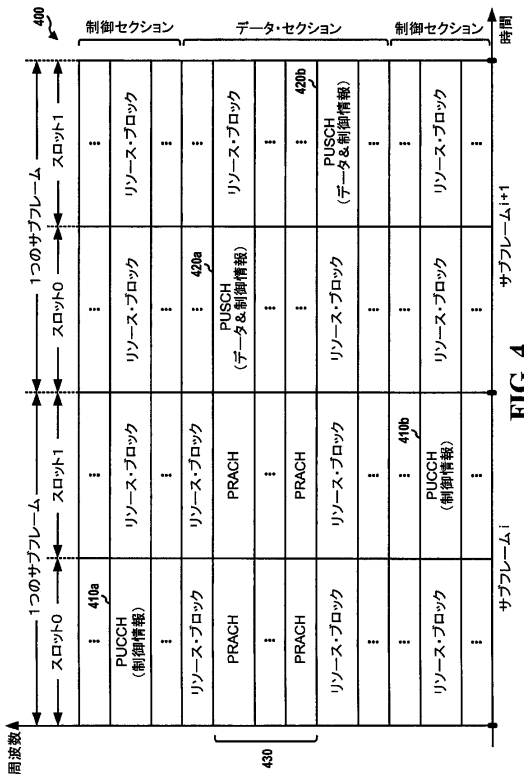 400
周波数
1つのサブフレーム
1つのサブフレーム
スロット0
スロット1
スロット0
スロット1
制御セクション
データ・セクション
制御セクション
⋮ 410a
⋮
⋮
⋮
PUCCH
(制御情報)
リソース・ブロック
リソース・ブロック
リソース・ブロック
⋮
⋮
⋮
⋮
リソース・ブロック
リソース・ブロック
⋮ 420a
⋮
430
PRACH
PRACH
PUSCH
(データ&制御情報)
リソース・ブロック
⋮
⋮
⋮
⋮
PRACH
PRACH
⋮
⋮ 420b
リソース・ブロック
リソース・ブロック
リソース・ブロック
PUSCH
(データ&制御情報)
⋮
⋮
⋮
⋮
⋮
⋮ 410b
⋮
⋮
リソース・ブロック
PUCCH
(制御情報)
リソース・ブロック
リソース・ブロック
⋮
⋮
⋮
⋮
時間
サブフレーム i
サブフレーム i+1
FIG. 4